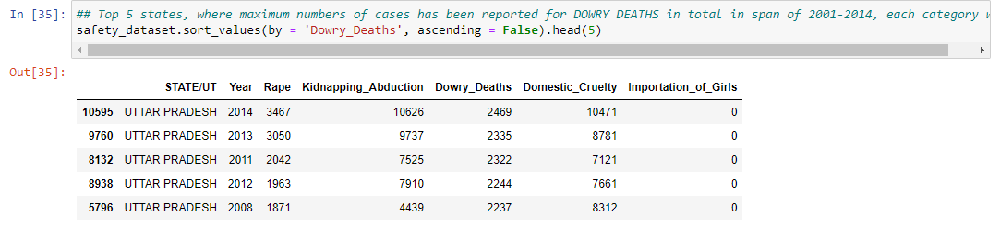 In [35]: ## Top 5 states, where maximum numbers of cases has been reported for DOWRY DEATHS in total in span of 2001-2014, each category w
safety_dataset.sort_values(by = 'Dowry_Deaths', ascending = False).head(5)
Out[35]:
STATE/UT Year Rape Kidnapping_Abduction Dowry_Deaths Domestic_Cruelty Importation_of_Girls
10595 UTTAR PRADESH 2014 3467 10626 2469 10471 0
9760 UTTAR PRADESH 2013 3050 9737 2335 8781 0
8132 UTTAR PRADESH 2011 2042 7525 2322 7121 0
8938 UTTAR PRADESH 2012 1963 7910 2244 7661 0
5796 UTTAR PRADESH 2008 1871 4439 2237 8312 0